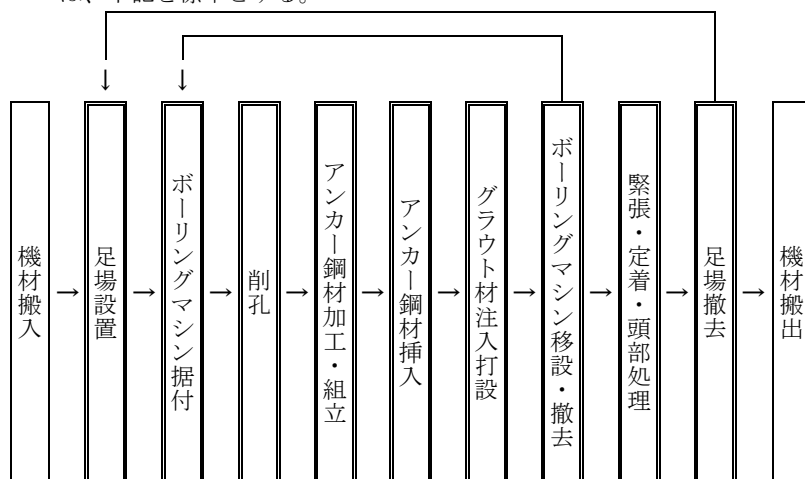 は、下記を標準とする。
機材搬入
→
足場設置
→
ボーリングマシン据付
→
削孔
→
アンカー鋼材加工・組立
→
アンカー鋼材挿入
→
グラウト材注入打設
→
ボーリングマシン移設・撤去
→
緊張・定着・頭部処理
→
足場撤去
→
機材搬出